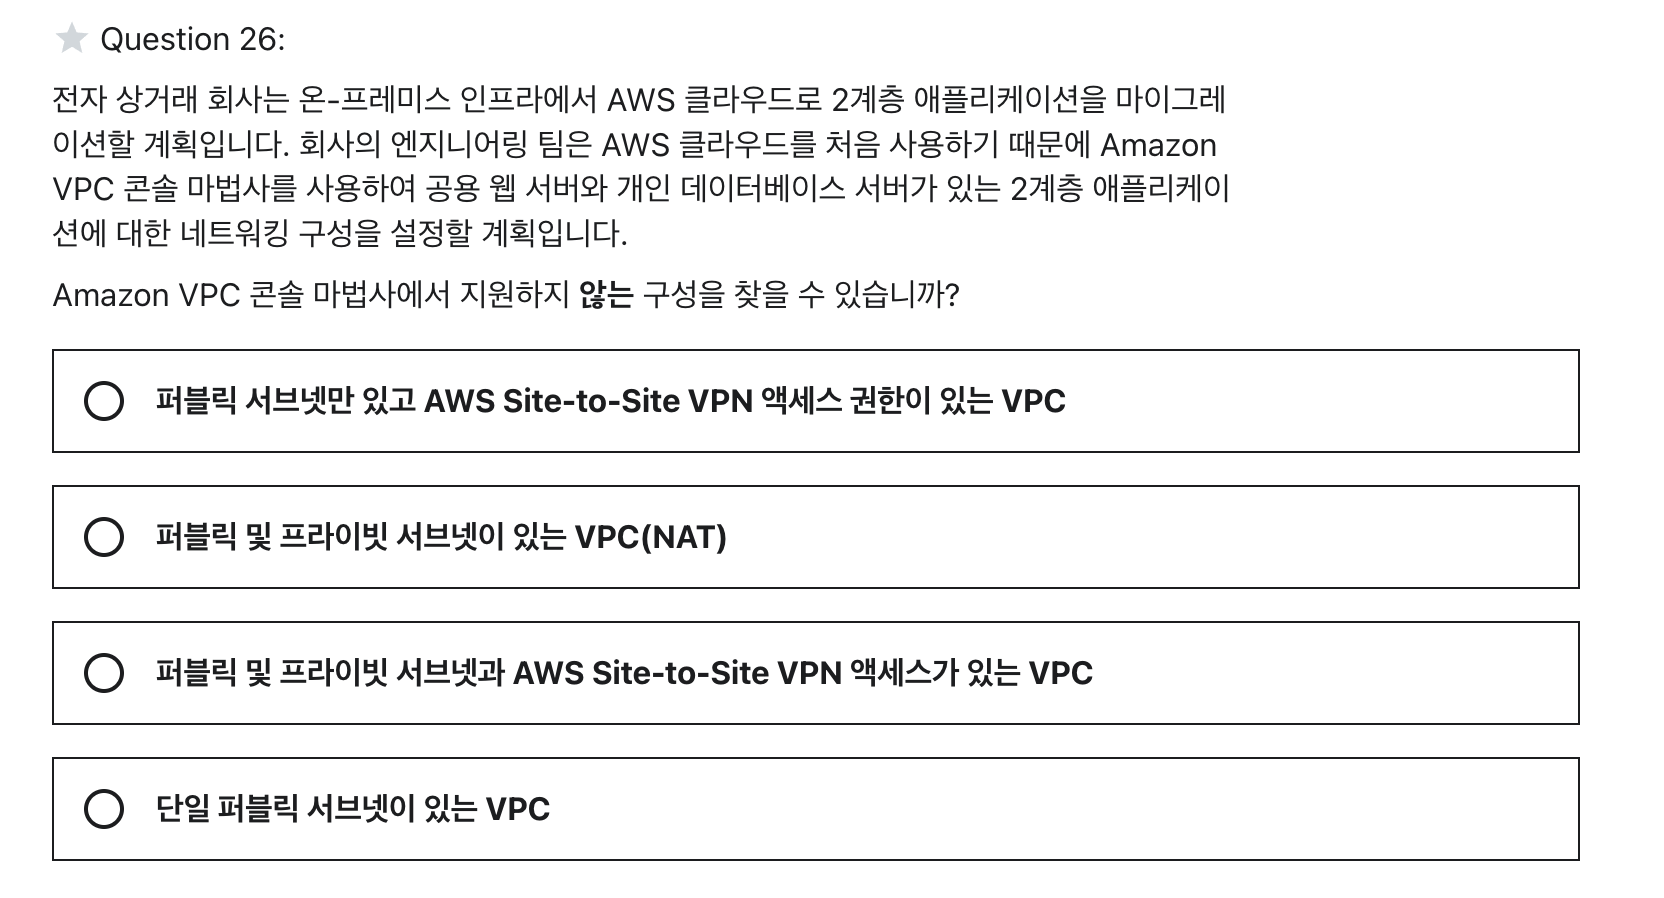 Question 26:
전자 상거래 회사는 온-프레미스 인프라에서 AWS 클라우드로 2계층 애플리케이션을 마이그레
이션할 계획입니다. 회사의 엔지니어링 팀은 AWS 클라우드를 처음 사용하기 때문에 Amazon
VPC 콘솔 마법사를 사용하여 공용 웹 서버와 개인 데이터베이스 서버가 있는 2계층 애플리케이
션에 대한 네트워킹 구성을 설정할 계획입니다.
Amazon VPC 콘솔 마법사에서 지원하지 않는 구성을 찾을 수 있습니까?
퍼블릭 서브넷만 있고 AWS Site-to-Site VPN 액세스 권한이 있는 VPC
퍼블릭 및 프라이빗 서브넷이 있는 VPC(NAT)
퍼블릭 및 프라이빗 서브넷과 AWS Site-to-Site VPN 액세스가 있는 VPC
단일 퍼블릭 서브넷이 있는 VPC